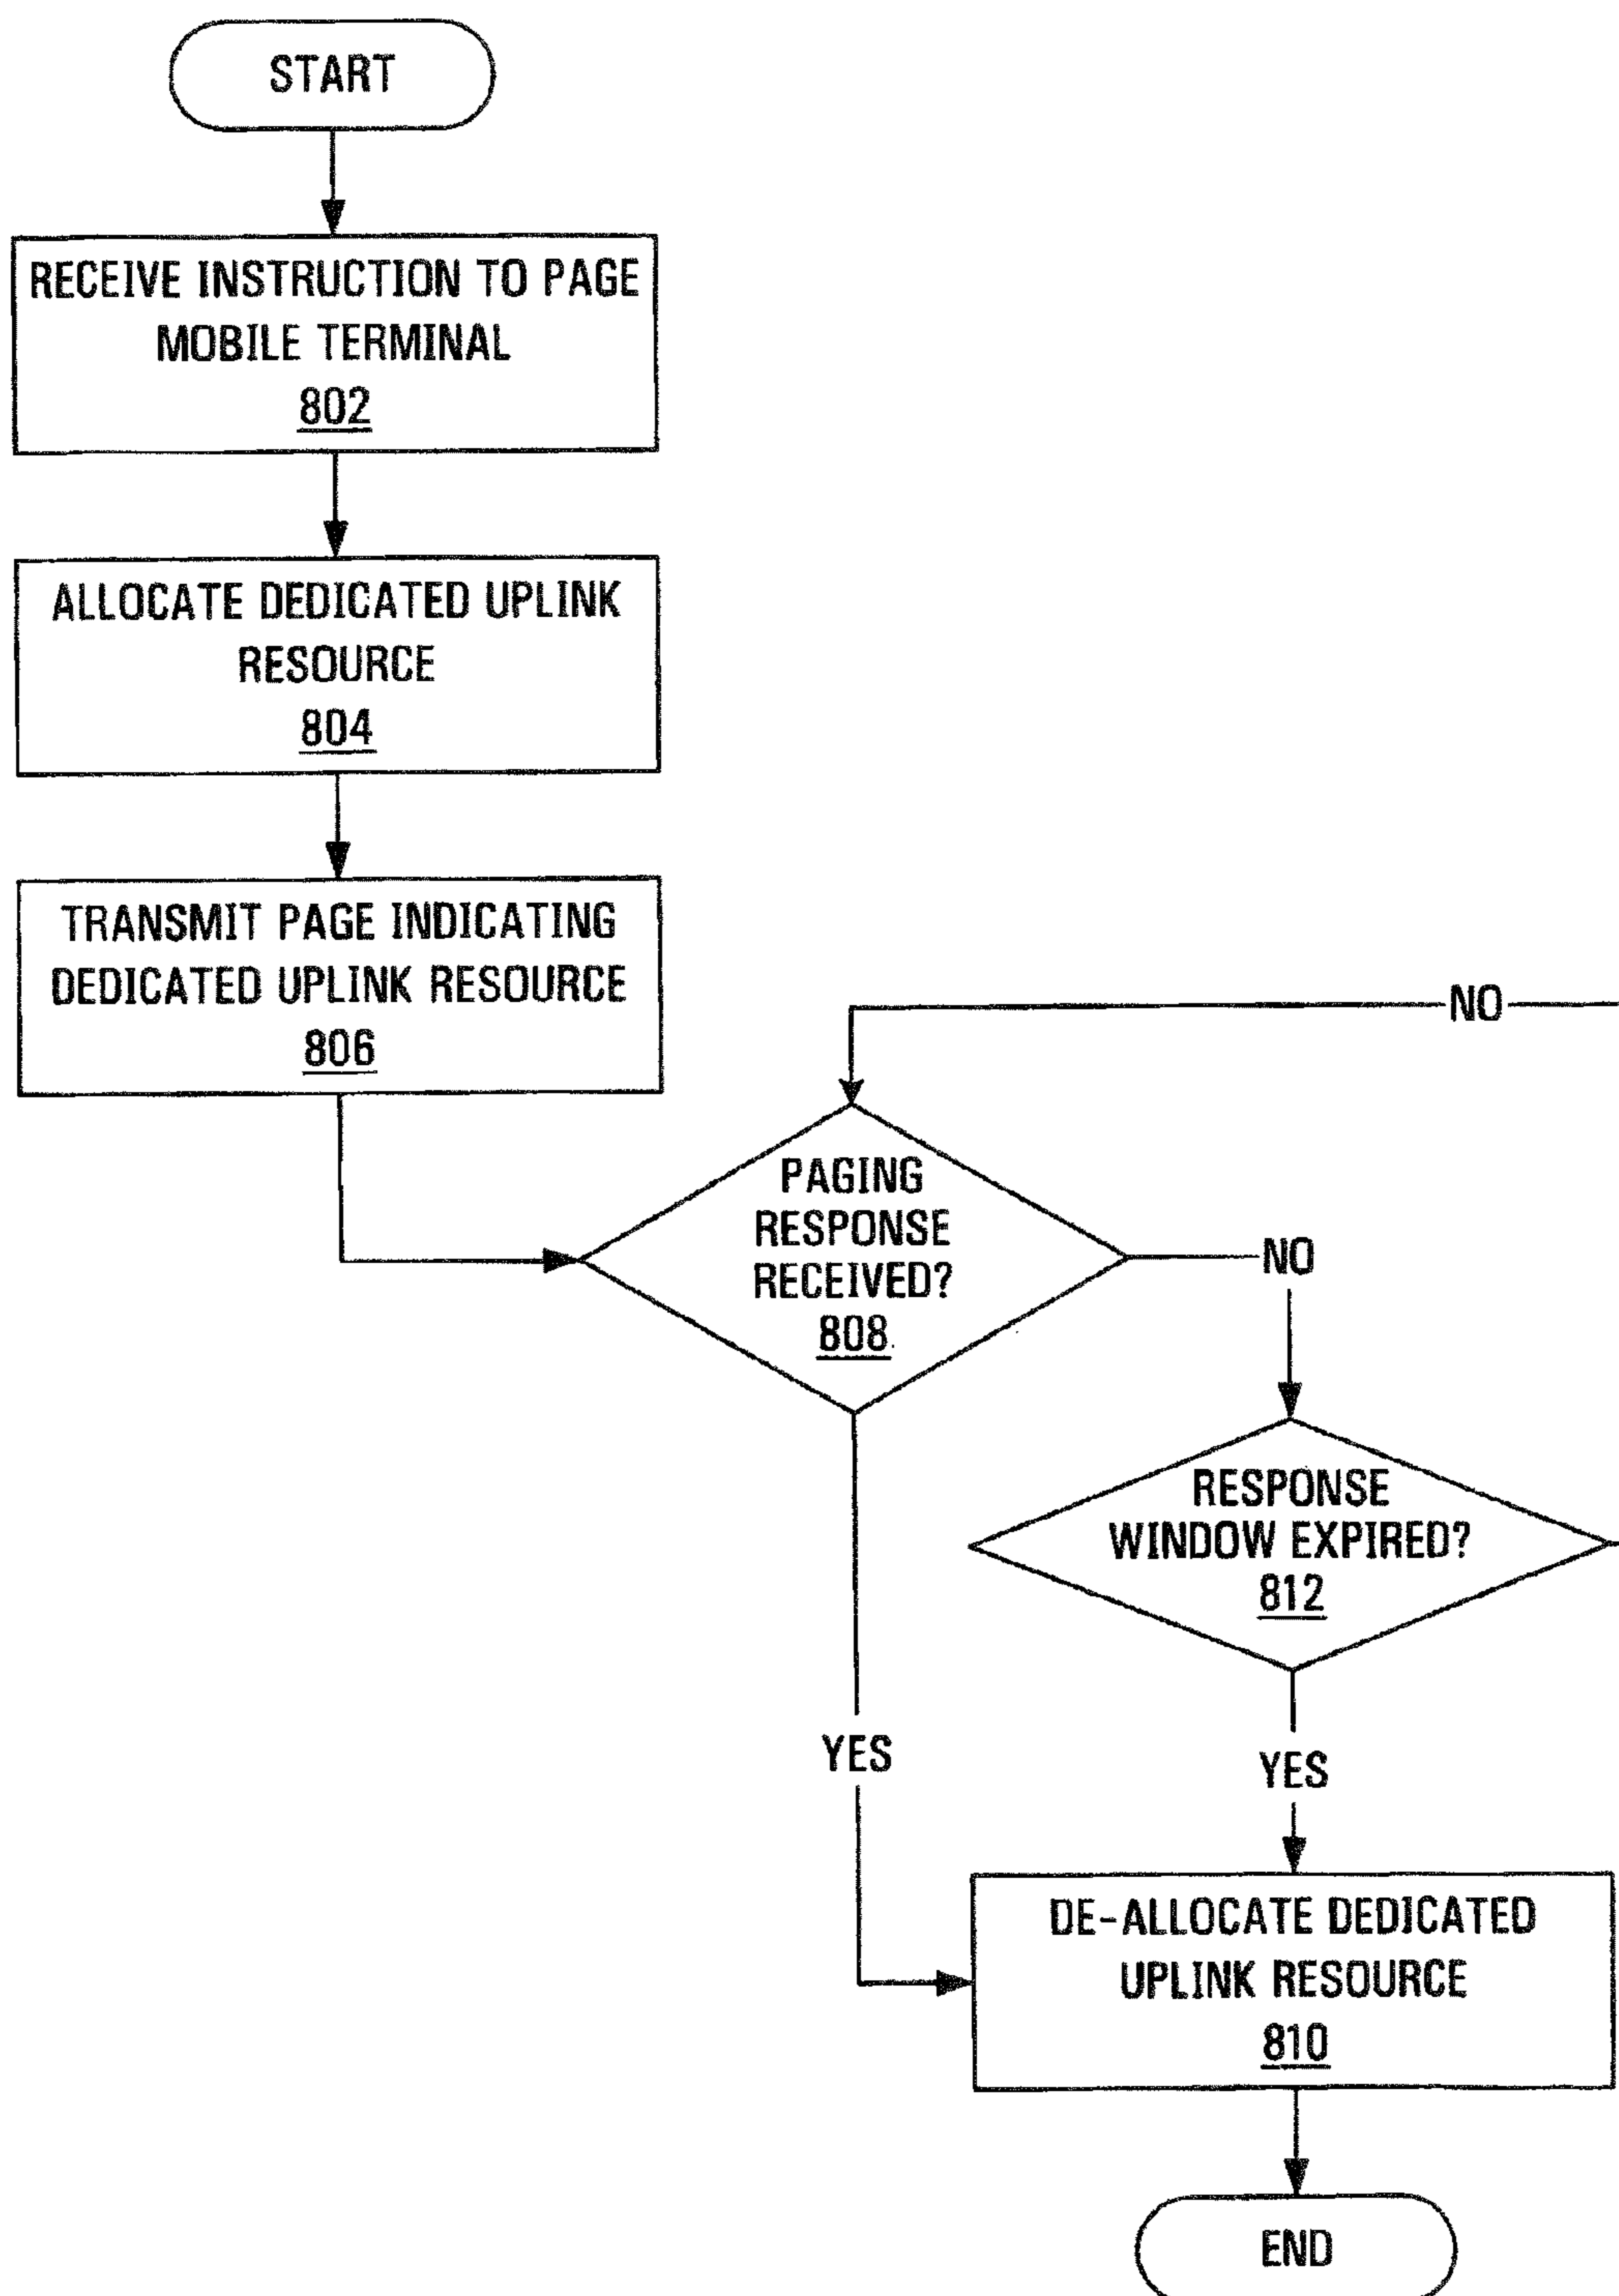 START
RECEIVE INSTRUCTION TO PAGE
MOBILE TERMINAL
802
ALLOCATE DEDICATED UPLINK
RESOURCE
804
TRANSMIT PAGE INDICATING
DEDICATED UPLINK RESOURCE
806
NO
PAGING
RESPONSE
RECEIVED?
808
NO
RESPONSE
WINDOW EXPIRED?
812
YES
YES
DE-ALLOCATE DEDICATED
UPLINK RESOURCE
810
END